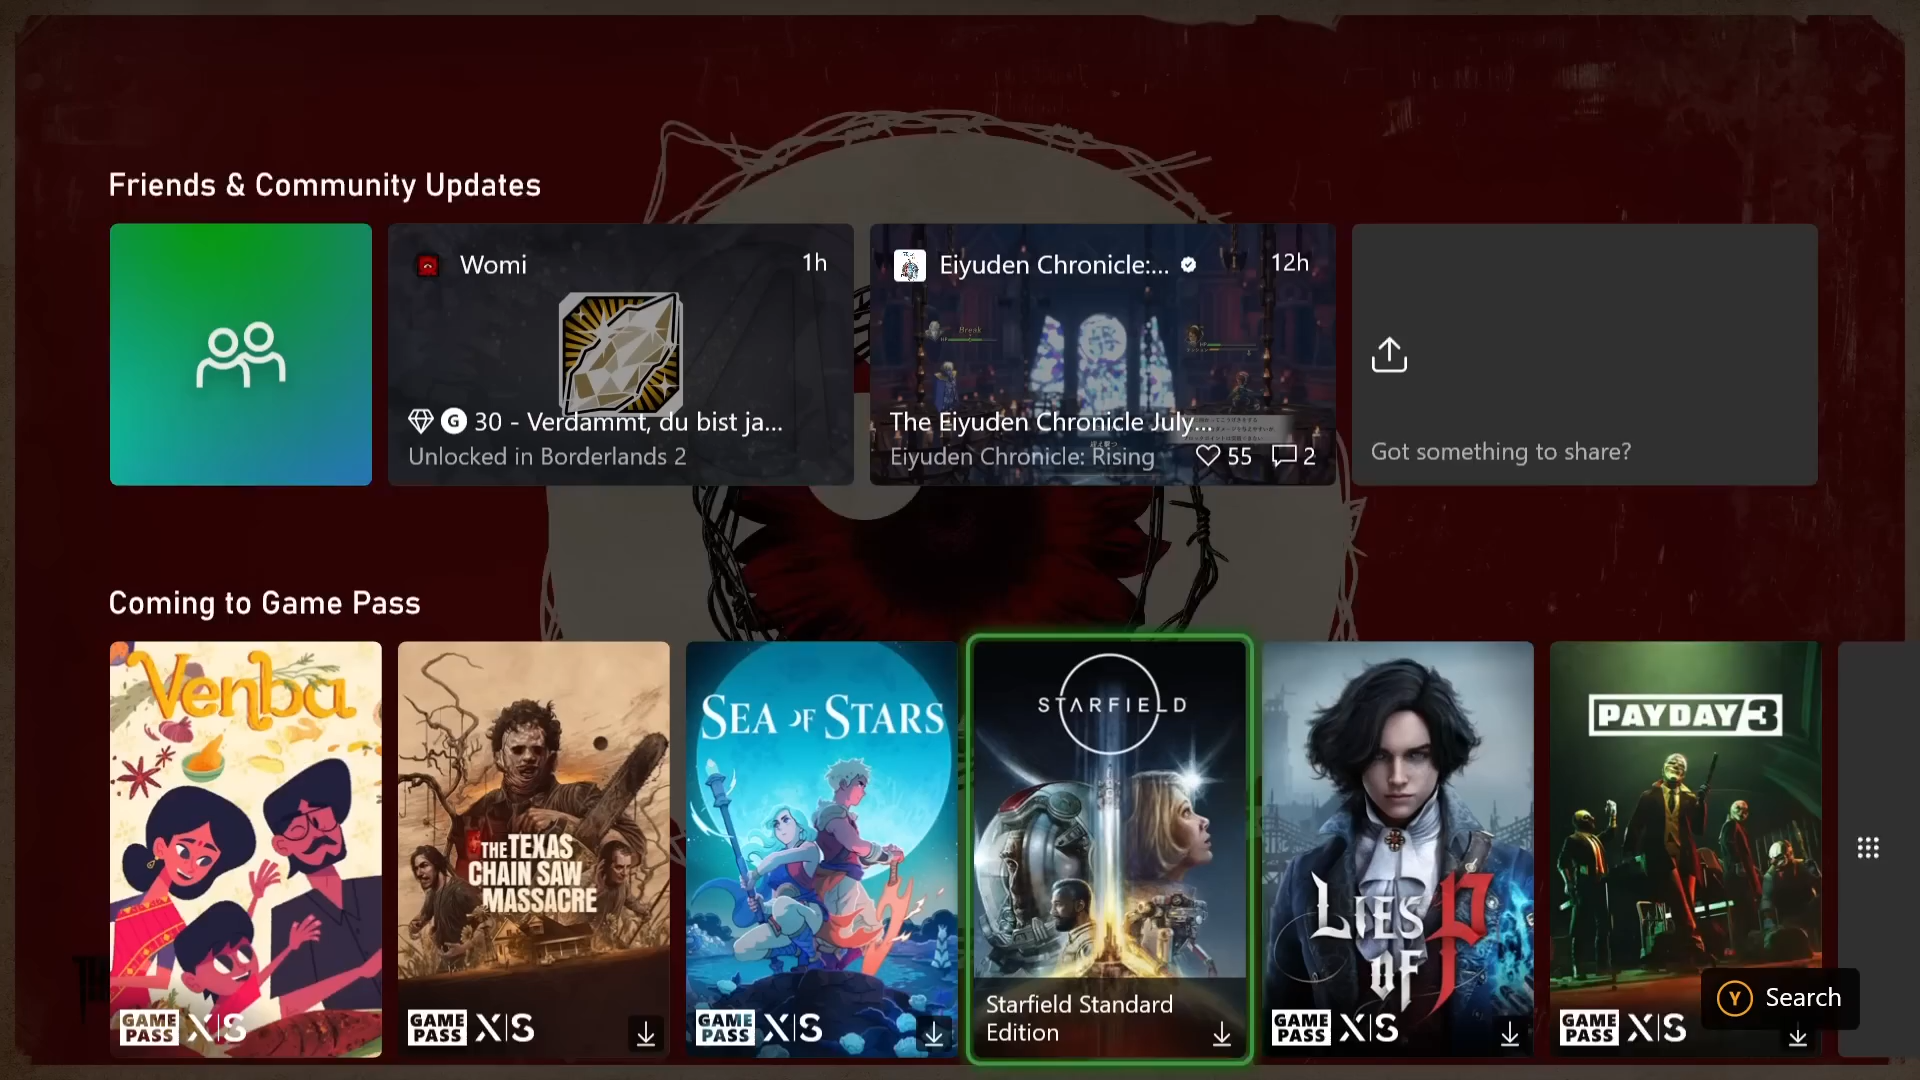 Friends & Community Updates
Womi
1h
G 30 - Verdammt, du bist ja...
Unlocked in Borderlands 2
Eiyuden Chronicle:...
12h
Break
The Eiyuden Chronicle July...
Eiyuden Chronicle: Rising
55
2
Got something to share?
Coming to Game Pass
Venba
GAME
PASS
X|S
THE TEXAS
CHAIN SAW
MASSACRE
GAME
PASS
X|S
SEA OF STARS
GAME
PASS
X|S
STARFIELD
Starfield Standard
Edition
LIES
OF P
GAME
PASS
X|S
PAYDAY 3
GAME
PASS
X|S
Y Search